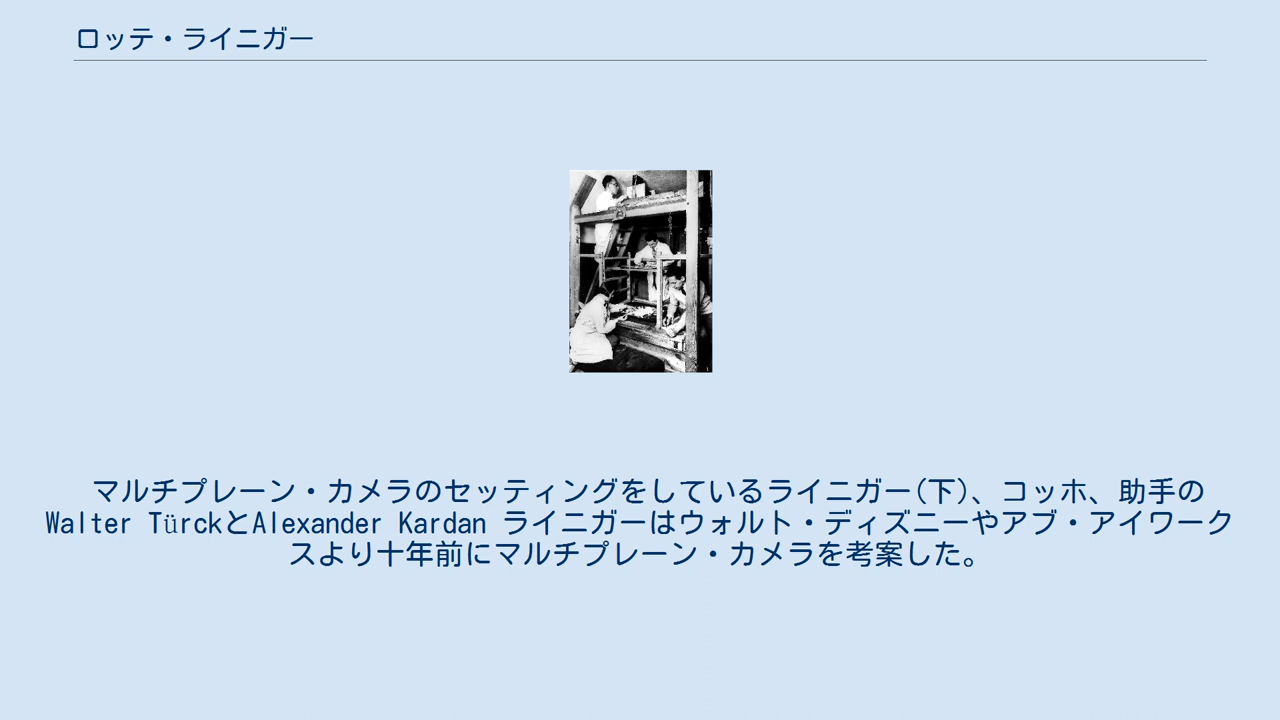 ロッテ・ライニガー
マルチプレーン・カメラのセッティングをしているライニガー(下)、コッホ、助手の
Walter TürckとAlexander Kardan ライニガーはウォルト・ディズニーやアブ・アイワーク
スより十年前にマルチプレーン・カメラを考案した。